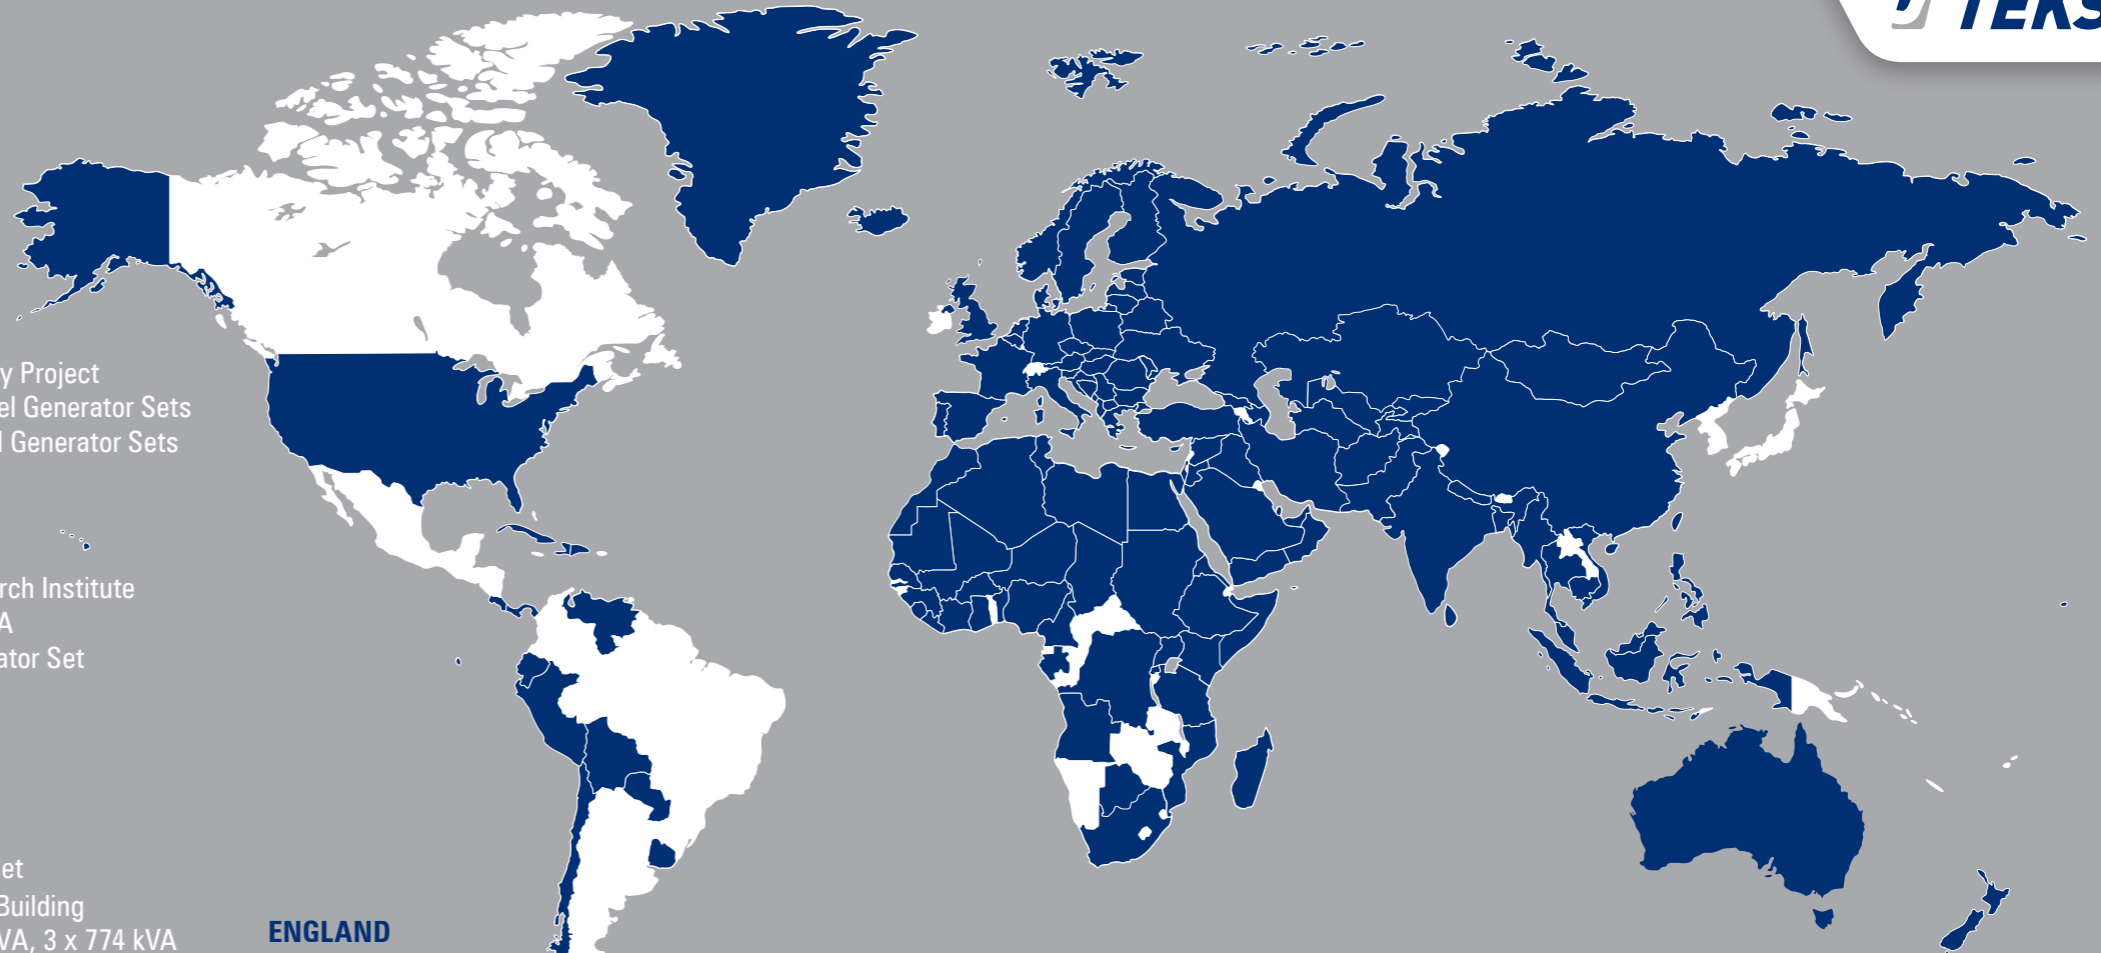 TEKS
y Project
el Generator Sets
l Generator Sets
rch Institute
A
ator Set
et
Building
VA, 3 x 774 kVA
ENGLAND